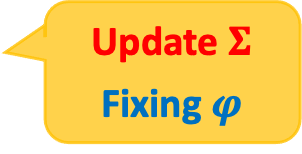 Update Σ
Fixing φ